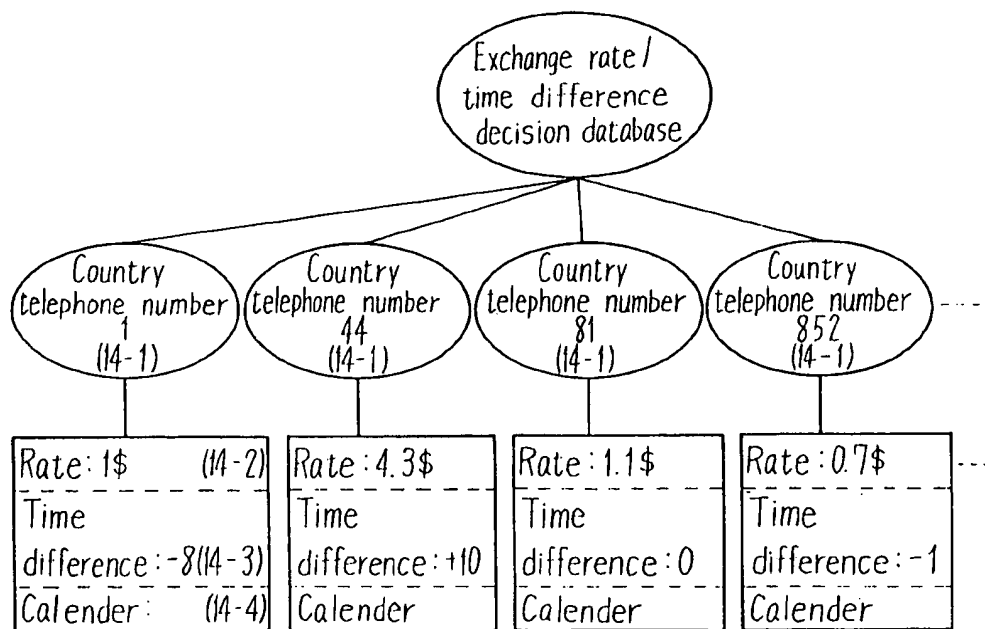 Exchange rate/
time difference
decision database
Country
telephone number
1
(14-1)
Country
telephone number
44
(14-1)
Country
telephone number
81
(14-1)
Country
telephone number
852
(14-1)
Rate:1$ (14-2)
Time
difference:-8(14-3)
Calender: (14-4)
Rate:4.3$
Time
difference:+10
Calender
Rate:1.1$
Time
difference:0
Calender
Rate:0.7$
Time
difference:-1
Calender